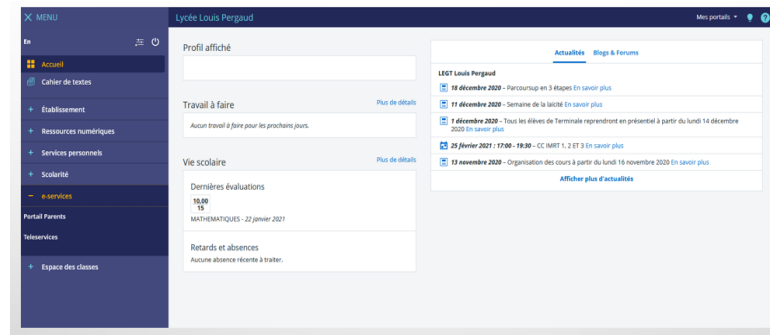 MENU
Lycée Louis Pergaud
Mes portails
En
Accueil
Cahier de textes
Établissement
Ressources numériques
Services personnels
Scolarité
e-services
Portail Parents
Teleservices
Espace des classes
Profil affiché
Travail à faire
Plus de détails
Aucun travail à faire pour les prochains jours.
Vie scolaire
Plus de détails
Dernières évaluations
10,00
15
MATHEMATIQUES - 22 janvier 2021
Retards et absences
Aucune absence récente à traiter.
Actualités Blogs & Forums
LEGT Louis Pergaud
18 décembre 2020 – Parcoursup en 3 étapes En savoir plus
11 décembre 2020 – Semaine de la laïcité En savoir plus
1 décembre 2020 – Tous les élèves de Terminale reprendront en présentiel à partir du lundi 14 décembre
2020 En savoir plus
25 février 2021 : 17:00 - 19:30 – CC IMRT 1, 2 ET 3 En savoir plus
13 novembre 2020 – Organisation des cours à partir du lundi 16 novembre 2020 En savoir plus
Afficher plus d'actualités